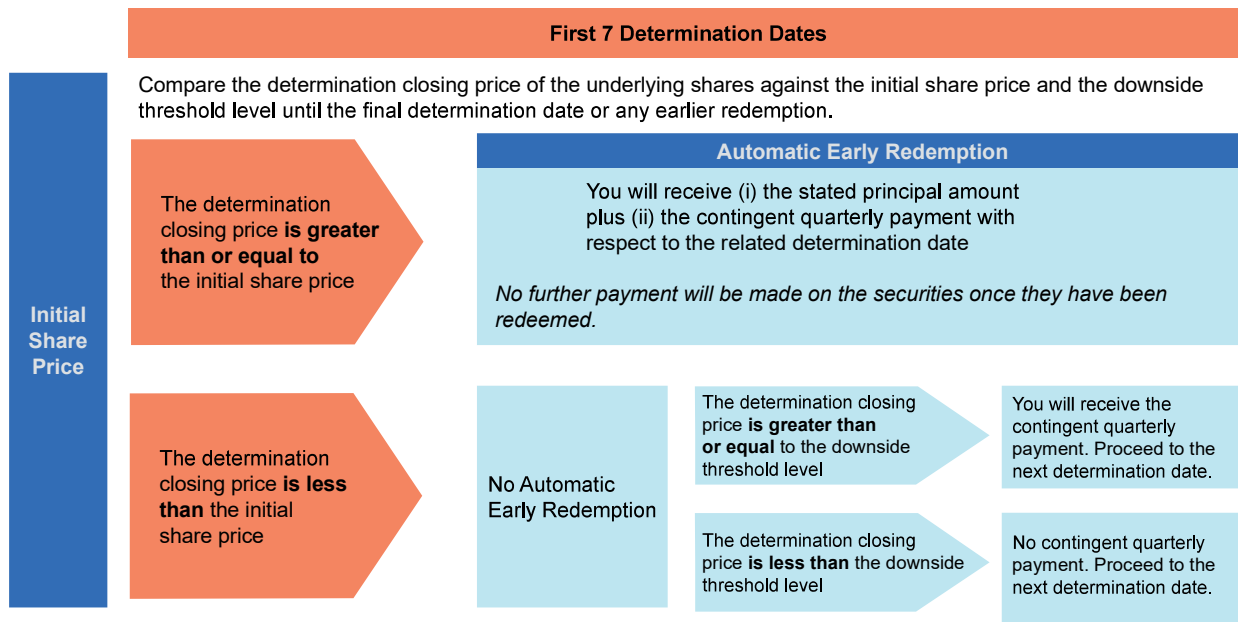 First 7 Determination Dates
Compare the determination closing price of the underlying shares against the initial share price and the downside
threshold level until the final determination date or any earlier redemption.
Initial
Share
Price
The determination
closing price is greater
than or equal to
the initial share price
Automatic Early Redemption
You will receive (i) the stated principal amount
plus (ii) the contingent quarterly payment with
respect to the related determination date
No further payment will be made on the securities once they have been
redeemed.
The determination
closing price is less
than the initial
share price
No Automatic
Early Redemption
The determination closing
price is greater than
or equal to the downside
threshold level
You will receive the
contingent quarterly
payment. Proceed to the
next determination date.
The determination closing
price is less than the downside
threshold level
No contingent quarterly
payment. Proceed to the
next determination date.